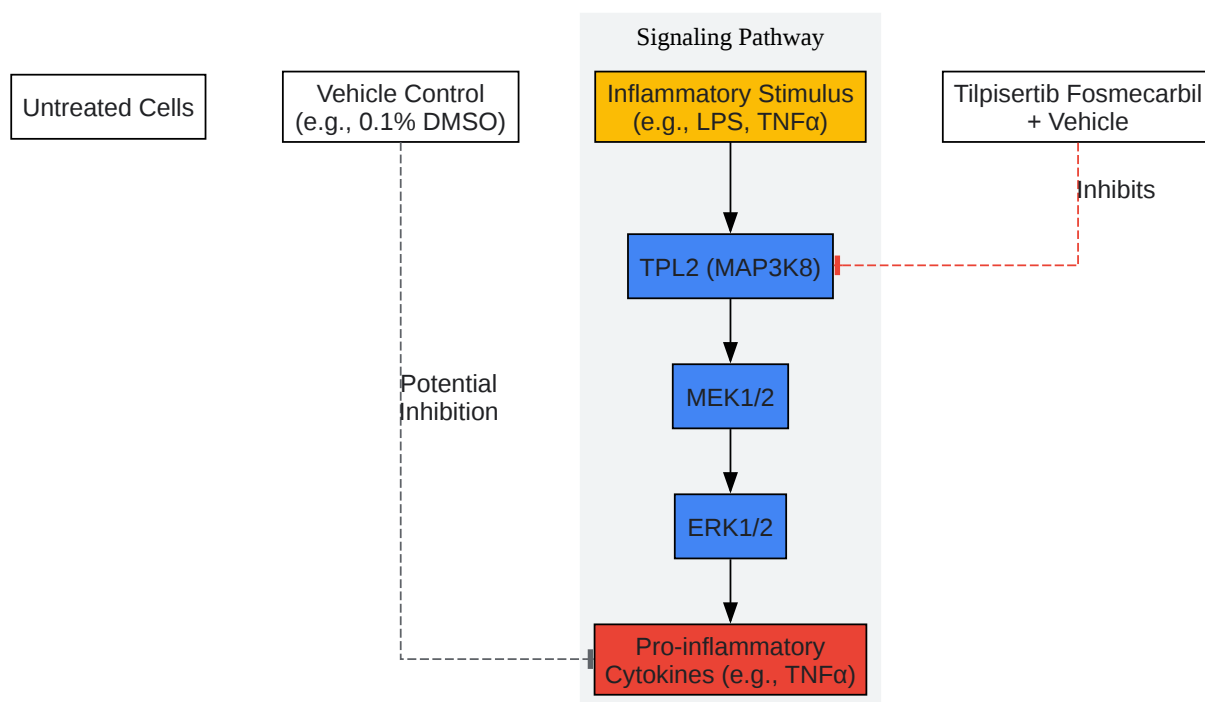 Signaling Pathway
Untreated Cells
Vehicle Control
(e.g., 0.1% DMSO)
Inflammatory Stimulus
(e.g., LPS, TNFα)
Tilpisertib Fosmecarbil
+ Vehicle
Inhibits
TPL2 (MAP3K8)
Potential
Inhibition
MEK1/2
ERK1/2
Pro-inflammatory
Cytokines (e.g., TNFα)